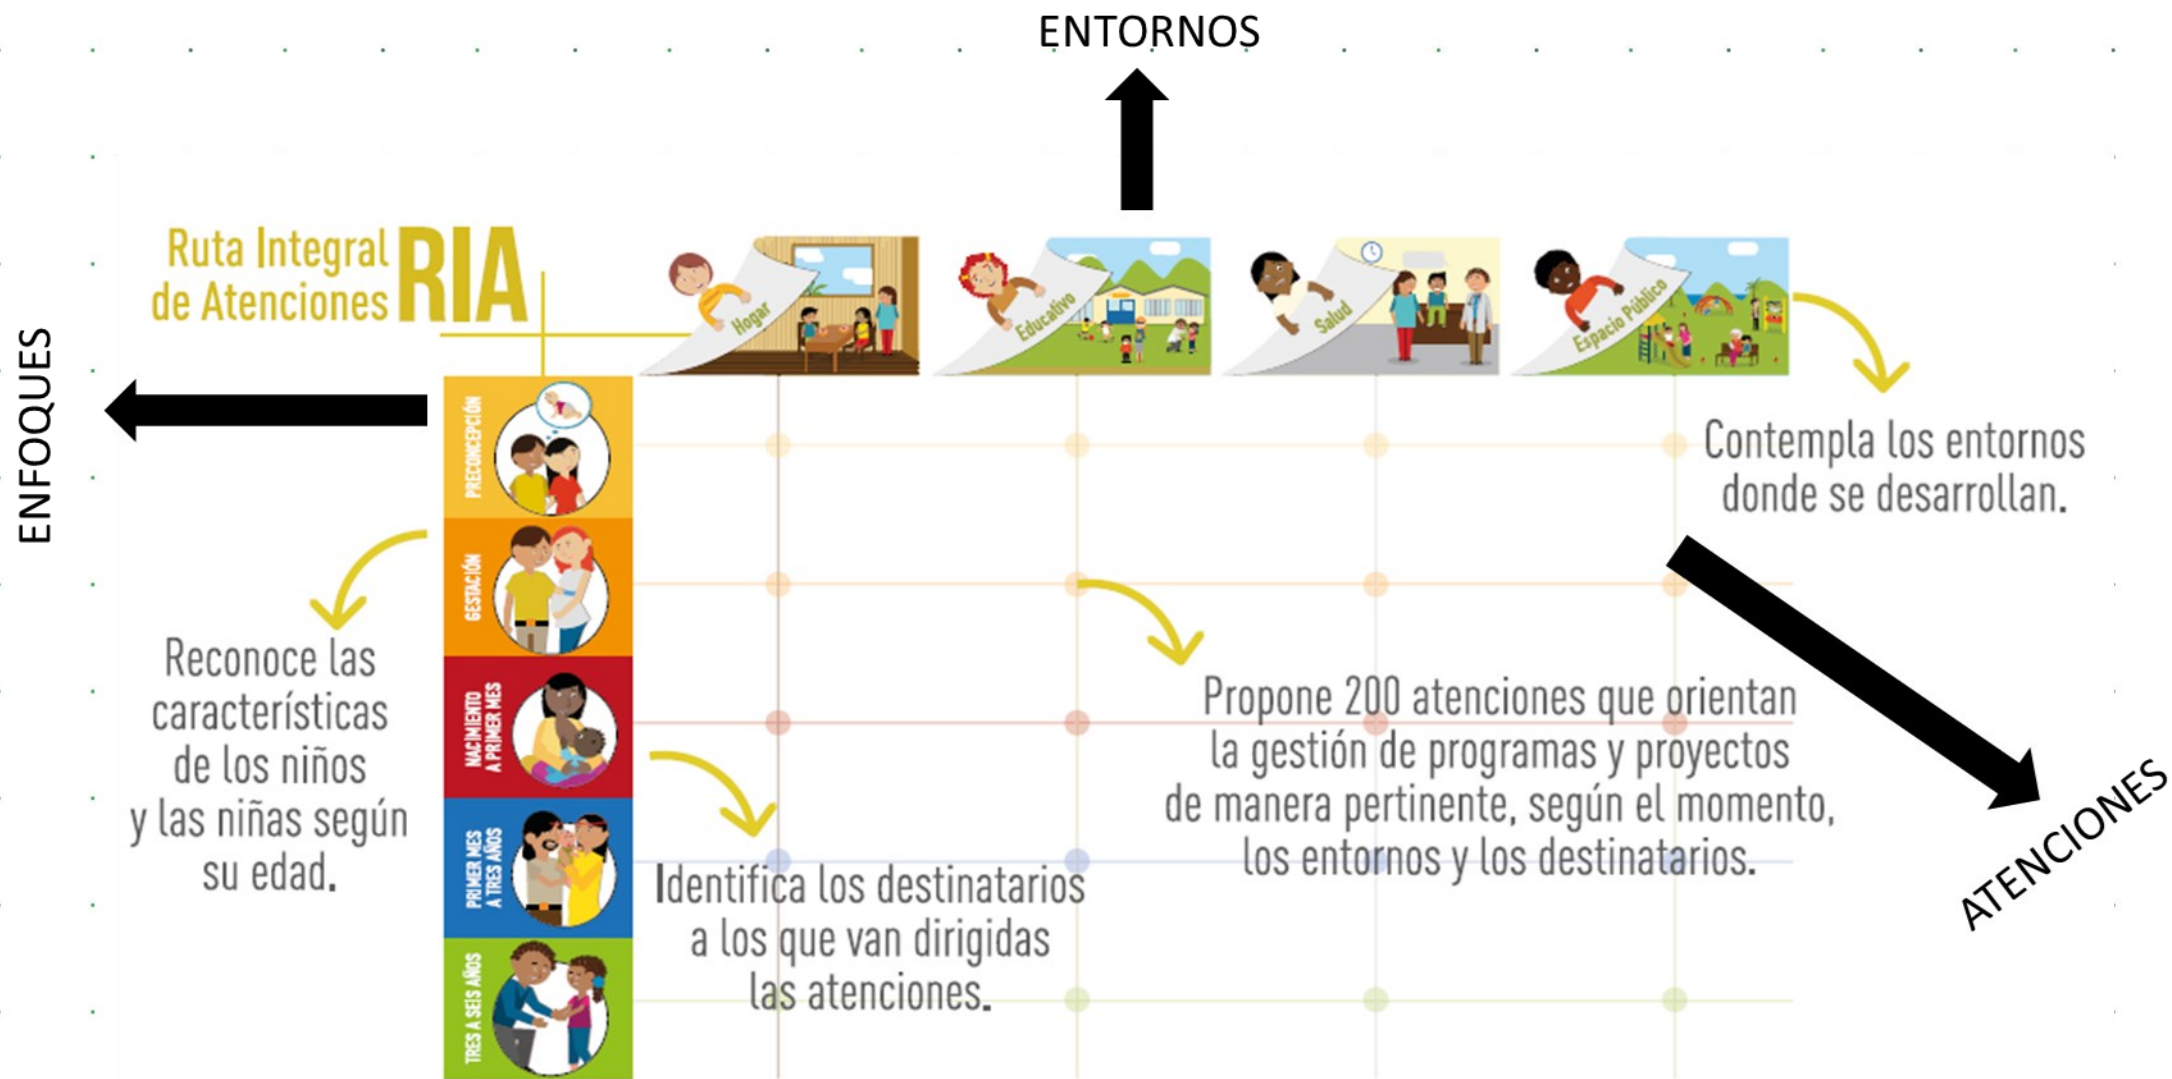 ENTORNOS
Ruta Integral
de Atenciones
RIA
Hogar
Educativo
Salud
Espacio Público
ENFOQUES
PRECONCEPCIÓN
Contempla los entornos
donde se desarrollan.
GESTACIÓN
Reconoce las
características
de los niños
y las niñas según
su edad.
NACIMIENTO
A PRIMER MES
Propone 200 atenciones que orientan
la gestión de programas y proyectos
de manera pertinente, según el momento,
los entornos y los destinatarios.
ATENCIONES
PRIMER MES
A TRES AÑOS
Identifica los destinatarios
a los que van dirigidas
las atenciones.
TRES A SEIS AÑOS